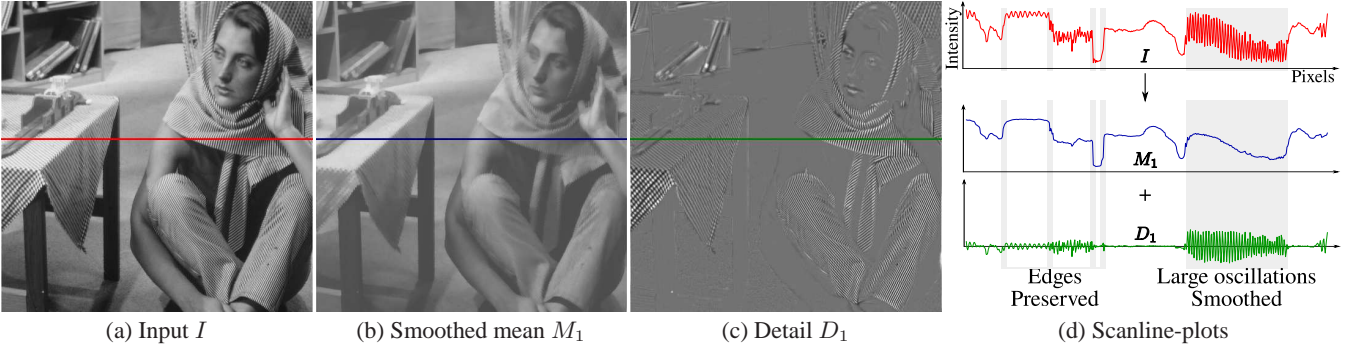 Intensity
I
Pixels
M₁
+
D₁
Edges
Preserved
Large oscillations
Smoothed
(a) Input I
(b) Smoothed mean M₁
(c) Detail D₁
(d) Scanline-plots